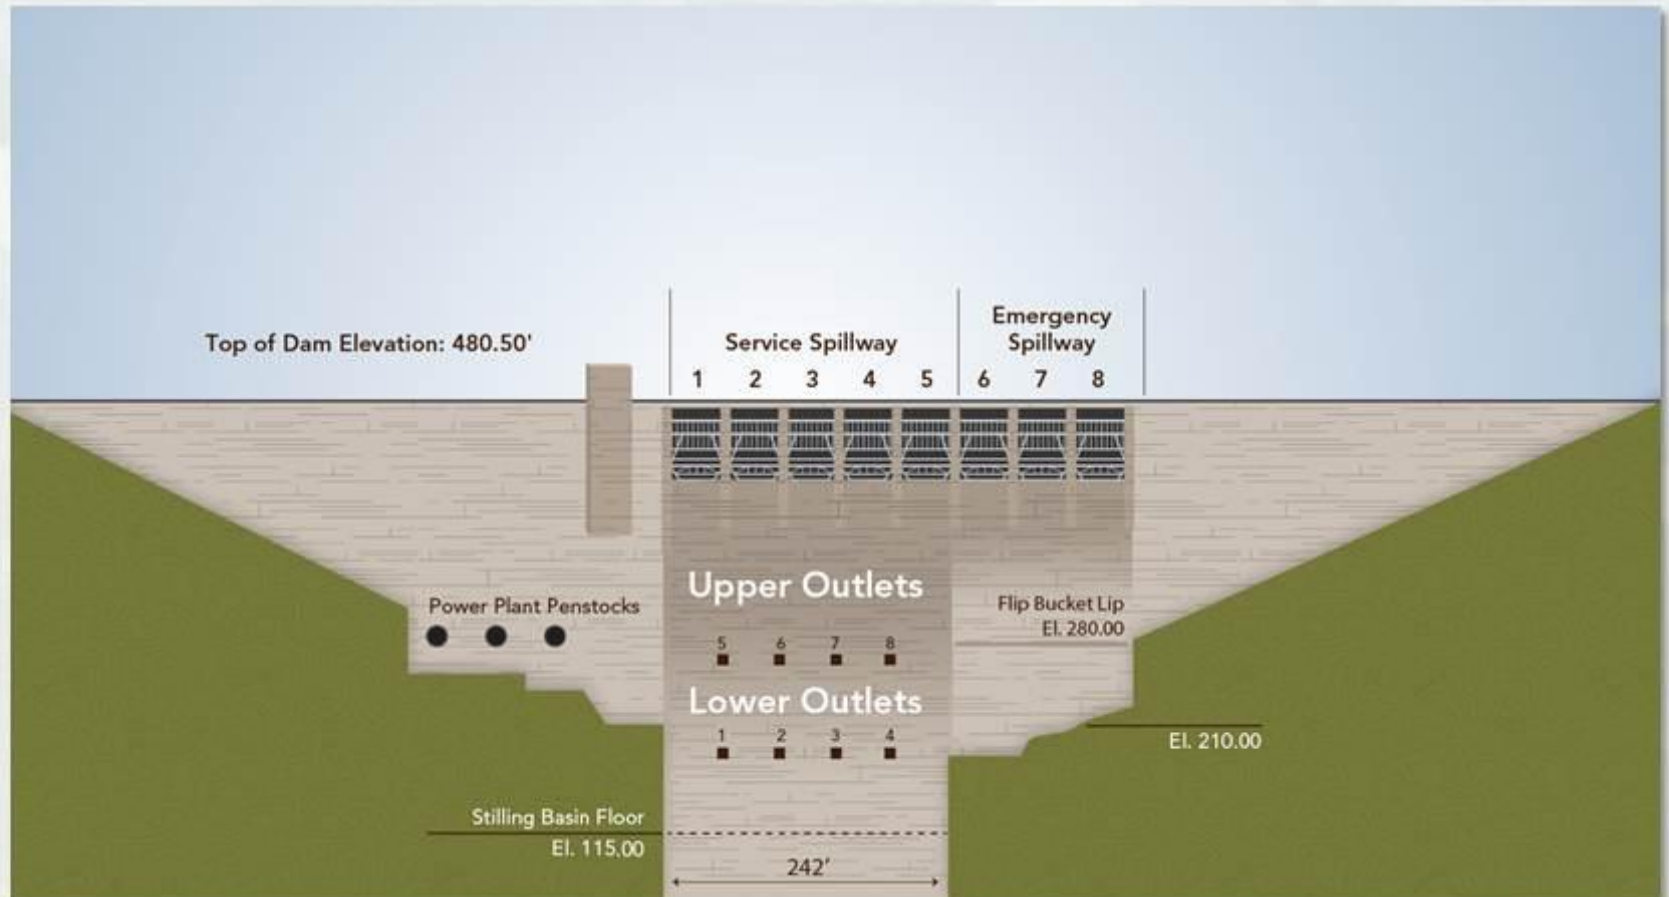 Top of Dam Elevation: 480.50'
Service Spillway
Emergency
Spillway
1 2 3 4 5 6 7 8
Upper Outlets
Power Plant Penstocks
Flip Bucket Lip
El. 280.00
5 6 7 8
Lower Outlets
1 2 3 4
El. 210.00
Stilling Basin Floor
El. 115.00
242'